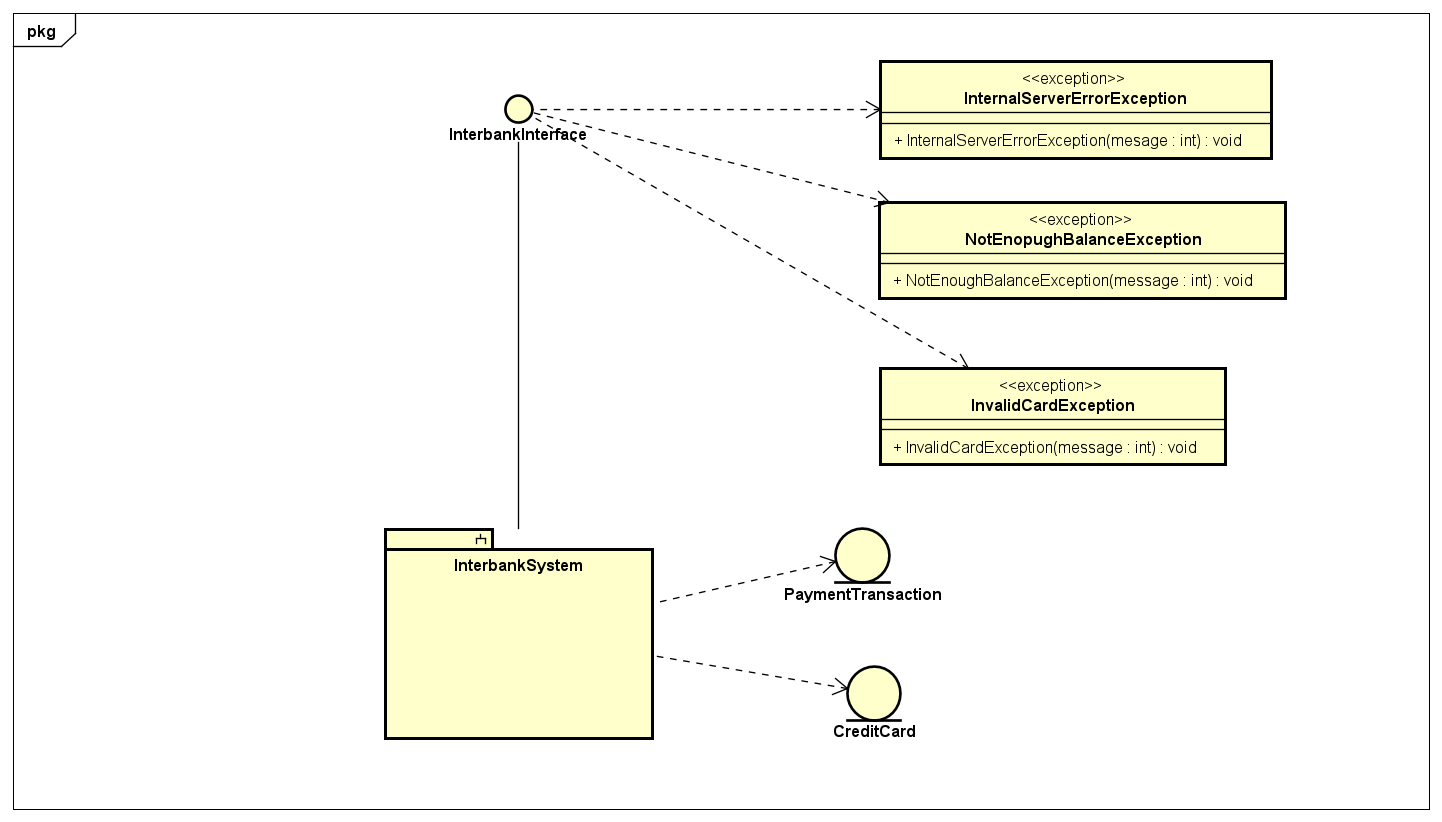 pkg
<<exception>>
InternalServerErrorException
+ InternalServerErrorException(mesage : int) : void
InterbankInterface
<<exception>>
NotEnopughBalanceException
+ NotEnoughBalanceException(message : int) : void
<<exception>>
InvalidCardException
+ InvalidCardException(message : int) : void
InterbankSystem
PaymentTransaction
CreditCard